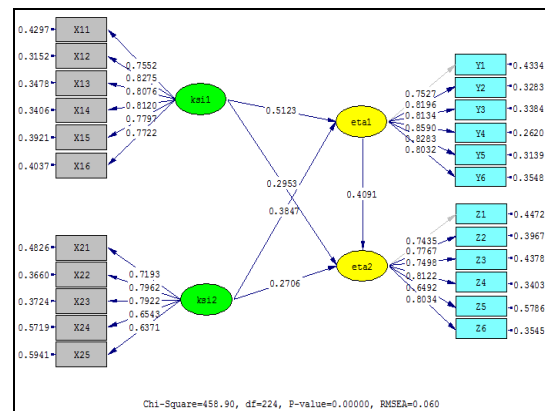 0.4297 X11
0.3152 X12
0.3478 X13
0.3406 X14
0.3921 X15
0.4037 X16
0.7552
0.8275
0.8076
0.8120
0.7797
0.7722
ksi1
0.5123
0.2953
0.3847
0.4091
0.2706
eta1
eta2
0.7527
0.8196
0.8134
0.8590
0.8283
0.8032
Y1 0.4334
Y2 0.3283
Y3 0.3384
Y4 0.2620
Y5 0.3139
Y6 0.3548
0.4826 X21
0.3660 X22
0.3724 X23
0.5719 X24
0.5941 X25
0.7193
0.7962
0.7922
0.6543
0.6371
ksi2
0.7435
0.7767
0.7498
0.8122
0.6492
0.8034
Z1 0.4472
Z2 0.3967
Z3 0.4378
Z4 0.3403
Z5 0.5786
Z6 0.3545
Chi-Square=458.90, df=224, P-value=0.00000, RMSEA=0.060